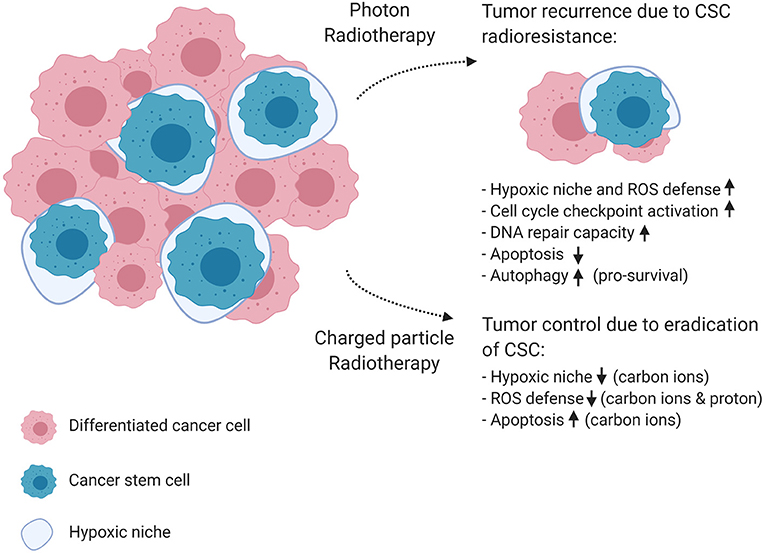 Photon
Radiotherapy
Tumor recurrence due to CSC
radioresistance:
- Hypoxic niche and ROS defense ↑
- Cell cycle checkpoint activation ↑
- DNA repair capacity ↑
- Apoptosis ↓
- Autophagy ↑ (pro-survival)
Charged particle
Radiotherapy
Tumor control due to eradication
of CSC:
- Hypoxic niche ↓ (carbon ions)
- ROS defense ↓ (carbon ions & proton)
- Apoptosis ↑ (carbon ions)
Differentiated cancer cell
Cancer stem cell
Hypoxic niche